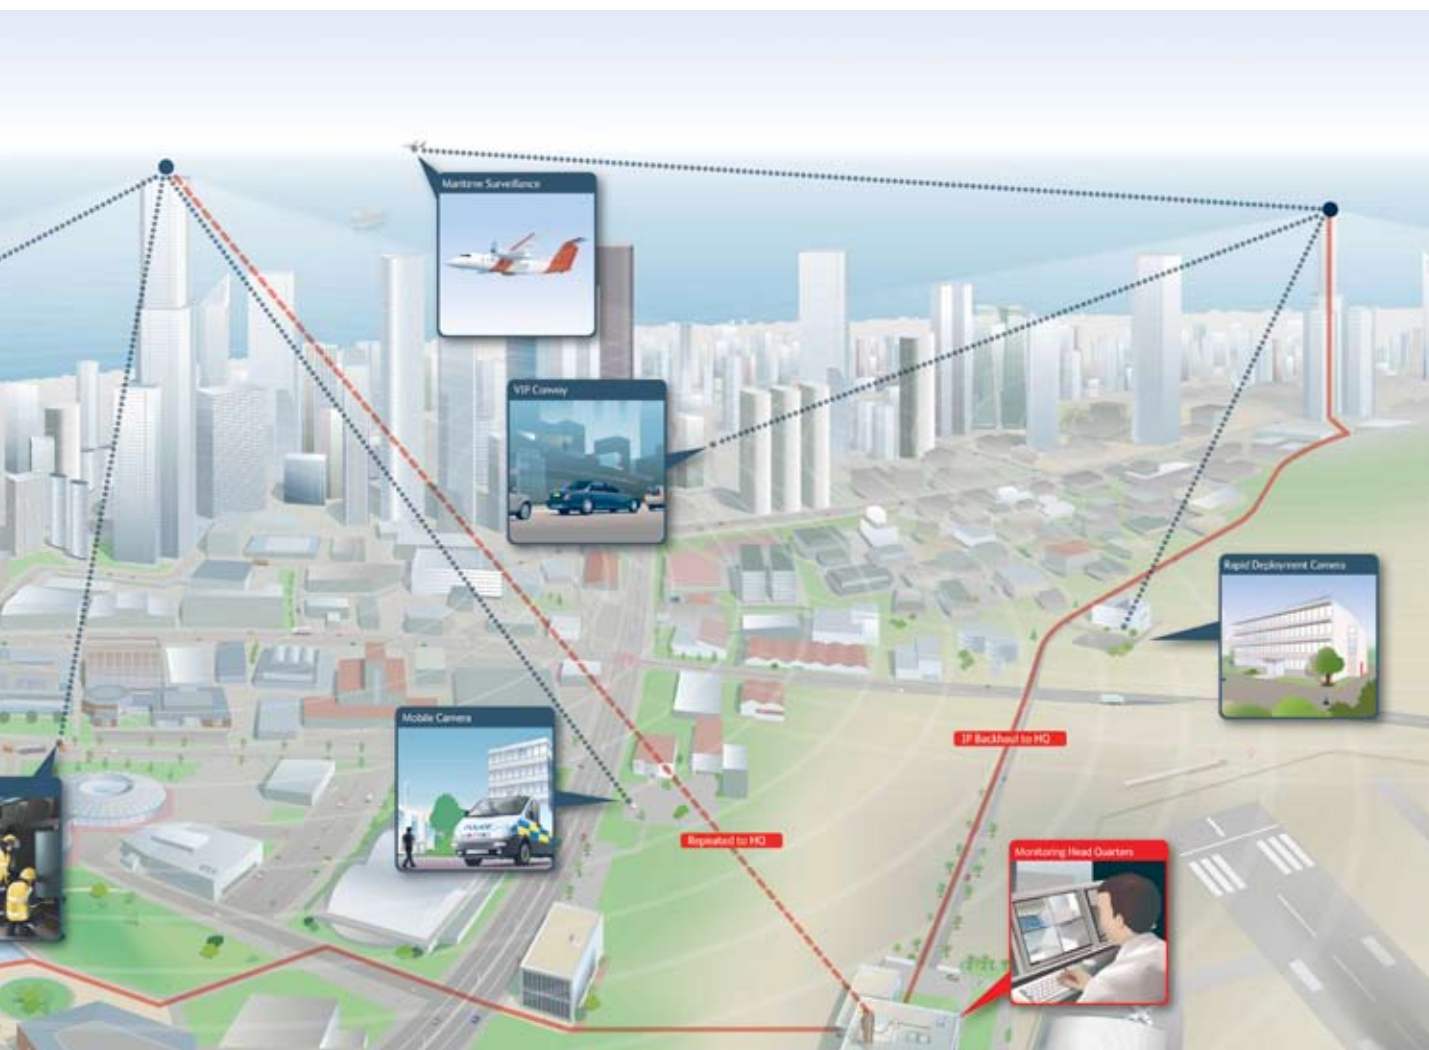 Maritime Surveillance
VIP Convoy
Rapid Deployment Camera
Mobile Camera
IP Backhaul to HQ
Repeated to HQ
Monitoring Head Quarters
POLICE